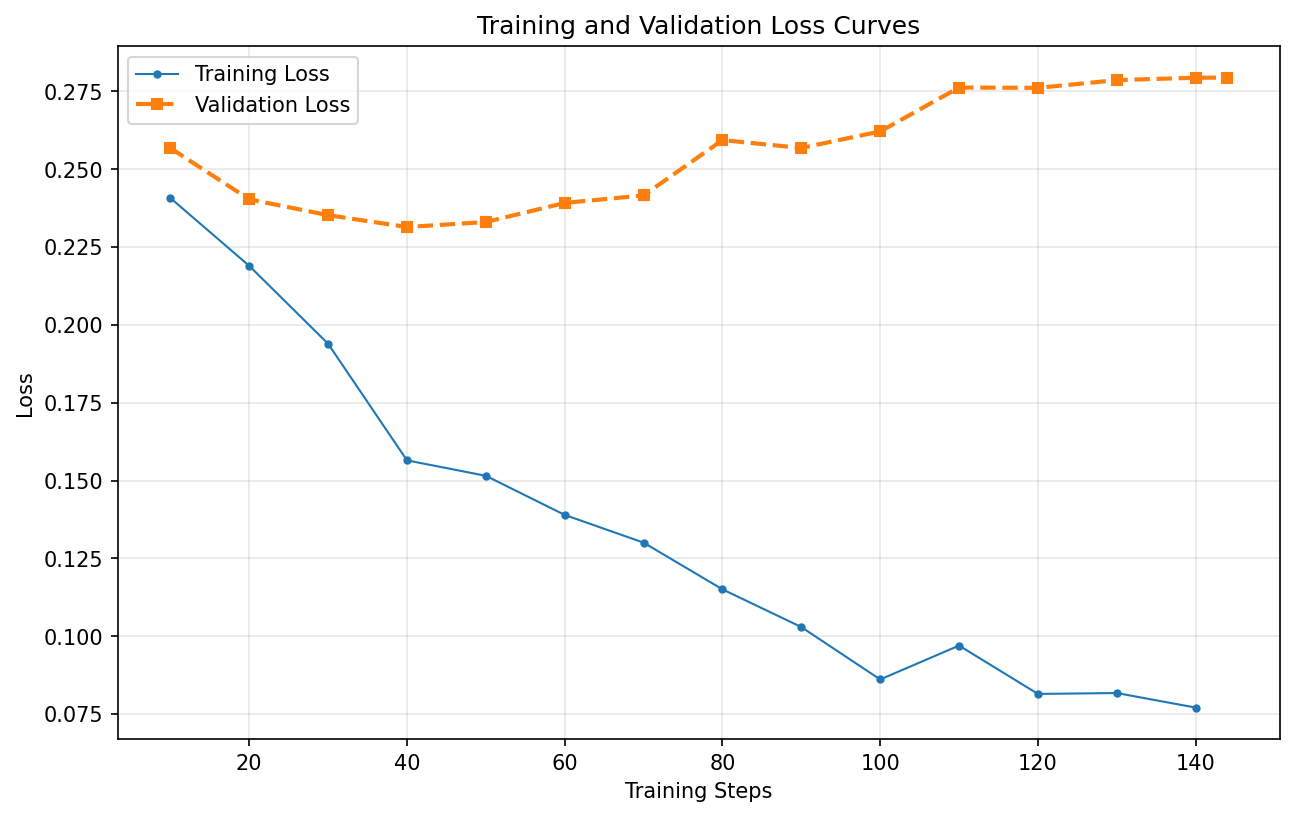 Training and Validation Loss Curves
Training Loss
Validation Loss
0.275
0.250
0.225
0.200
0.175
0.150
0.125
0.100
0.075
Loss
20 40 60 80 100 120 140
Training Steps